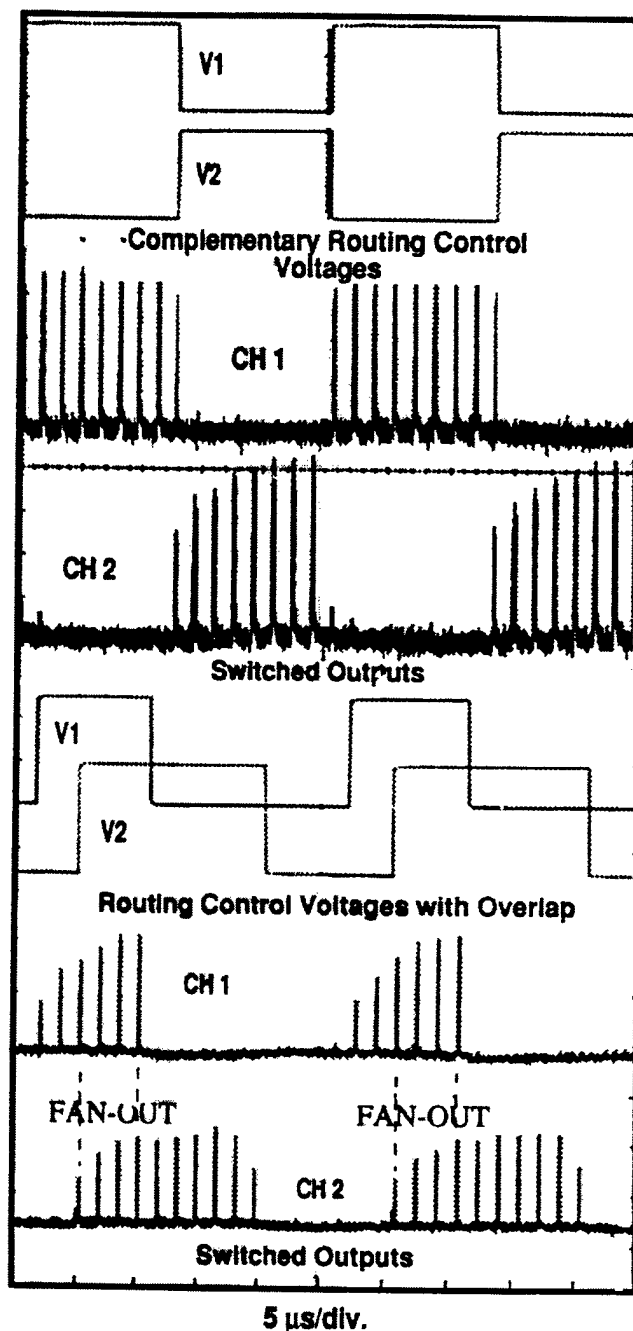 V1
V2
Complementary Routing Control
Voltages
CH 1
CH 2
Switched Outputs
V1
V2
Routing Control Voltages with Overlap
CH 1
FAN-OUT FAN-OUT
CH 2
Switched Outputs
5 µs/div.